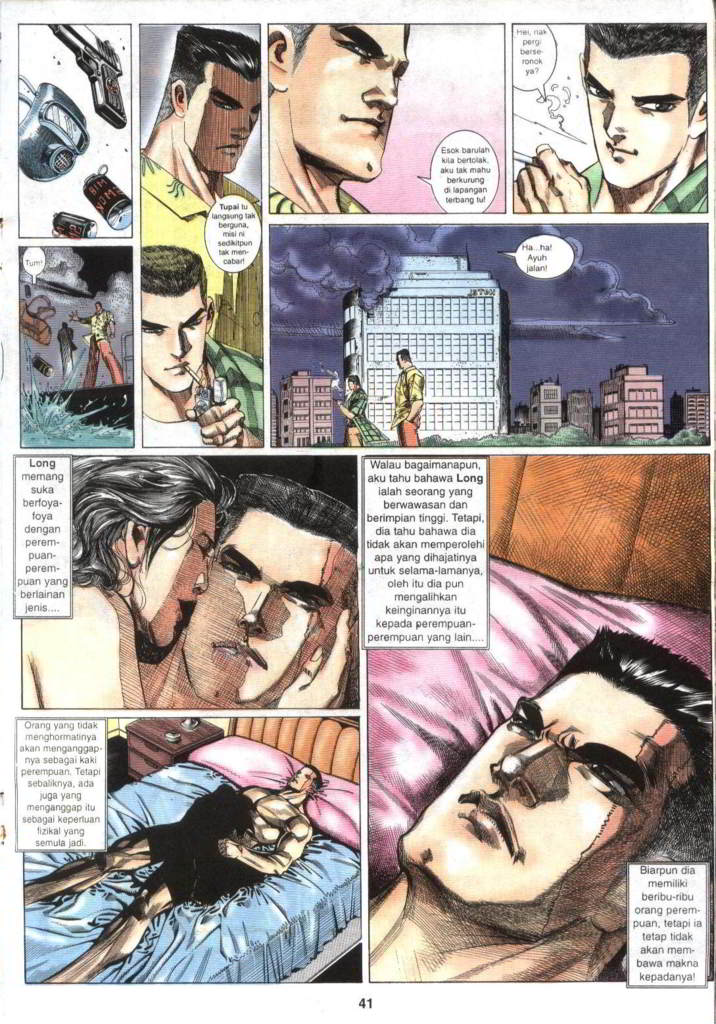 Hei, nak
pergi
berse-
ronok
ya?
Esok barulah
kita bertolak,
aku tak mahu
berkurung
di lapangan
terbang tu!
Tupai tu
langsung tak
berguna,
misi ni
sedikitpun
tak men-
cabar!
Tum!
Ha...ha!
Ayuh
jalan!
Long
memang
suka
berfoya-
foya
dengan
perem-
puan-
perem-
puan yang
berlainan
jenis....
Walau bagaimanapun,
aku tahu bahawa Long
ialah seorang yang
berwawasan dan
berimpian tinggi. Tetapi,
dia tahu bahawa dia
tidak akan memperolehi
apa yang dihajatinya
untuk selama-lamanya,
oleh itu dia pun
mengalihkan
keinginannya itu
kepada perempuan-
perempuan yang lain....
Orang yang tidak
menghormatinya
akan menganggap-
nya sebagai kaki
perempuan. Tetapi
sebaliknya, ada
juga yang
menganggap itu
sebagai keperluan
fizikal yang
semula jadi.
Biarpun dia
memiliki
beribu-ribu
orang perem-
puan, tetapi ia
tetap tidak
akan mem-
bawa makna
kepadanya!
41